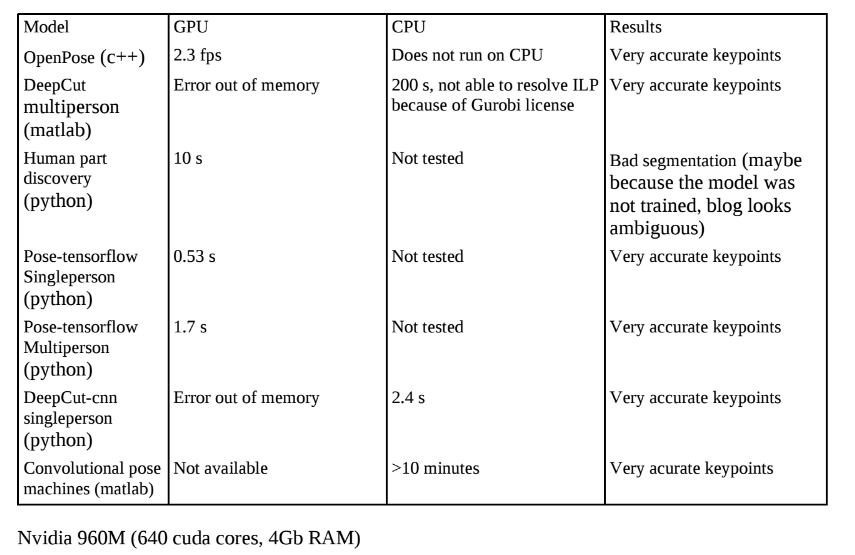 Model GPU CPU Results
OpenPose (c++) 2.3 fps Does not run on CPU Very accurate keypoints
DeepCut Error out of memory 200 s, not able to resolve ILP Very accurate keypoints
multiperson because of Gurobi license
(matlab)
Human part 10 s Not tested Bad segmentation (maybe
discovery because the model was
(python) not trained, blog looks
ambiguous)
Pose-tensorflow 0.53 s Not tested Very accurate keypoints
Singleperson
(python)
Pose-tensorflow 1.7 s Not tested Very accurate keypoints
Multiperson
(python)
DeepCut-cnn Error out of memory 2.4 s Very accurate keypoints
singleperson
(python)
Convolutional pose Not available >10 minutes Very acurate keypoints
machines (matlab)
Nvidia 960M (640 cuda cores, 4Gb RAM)